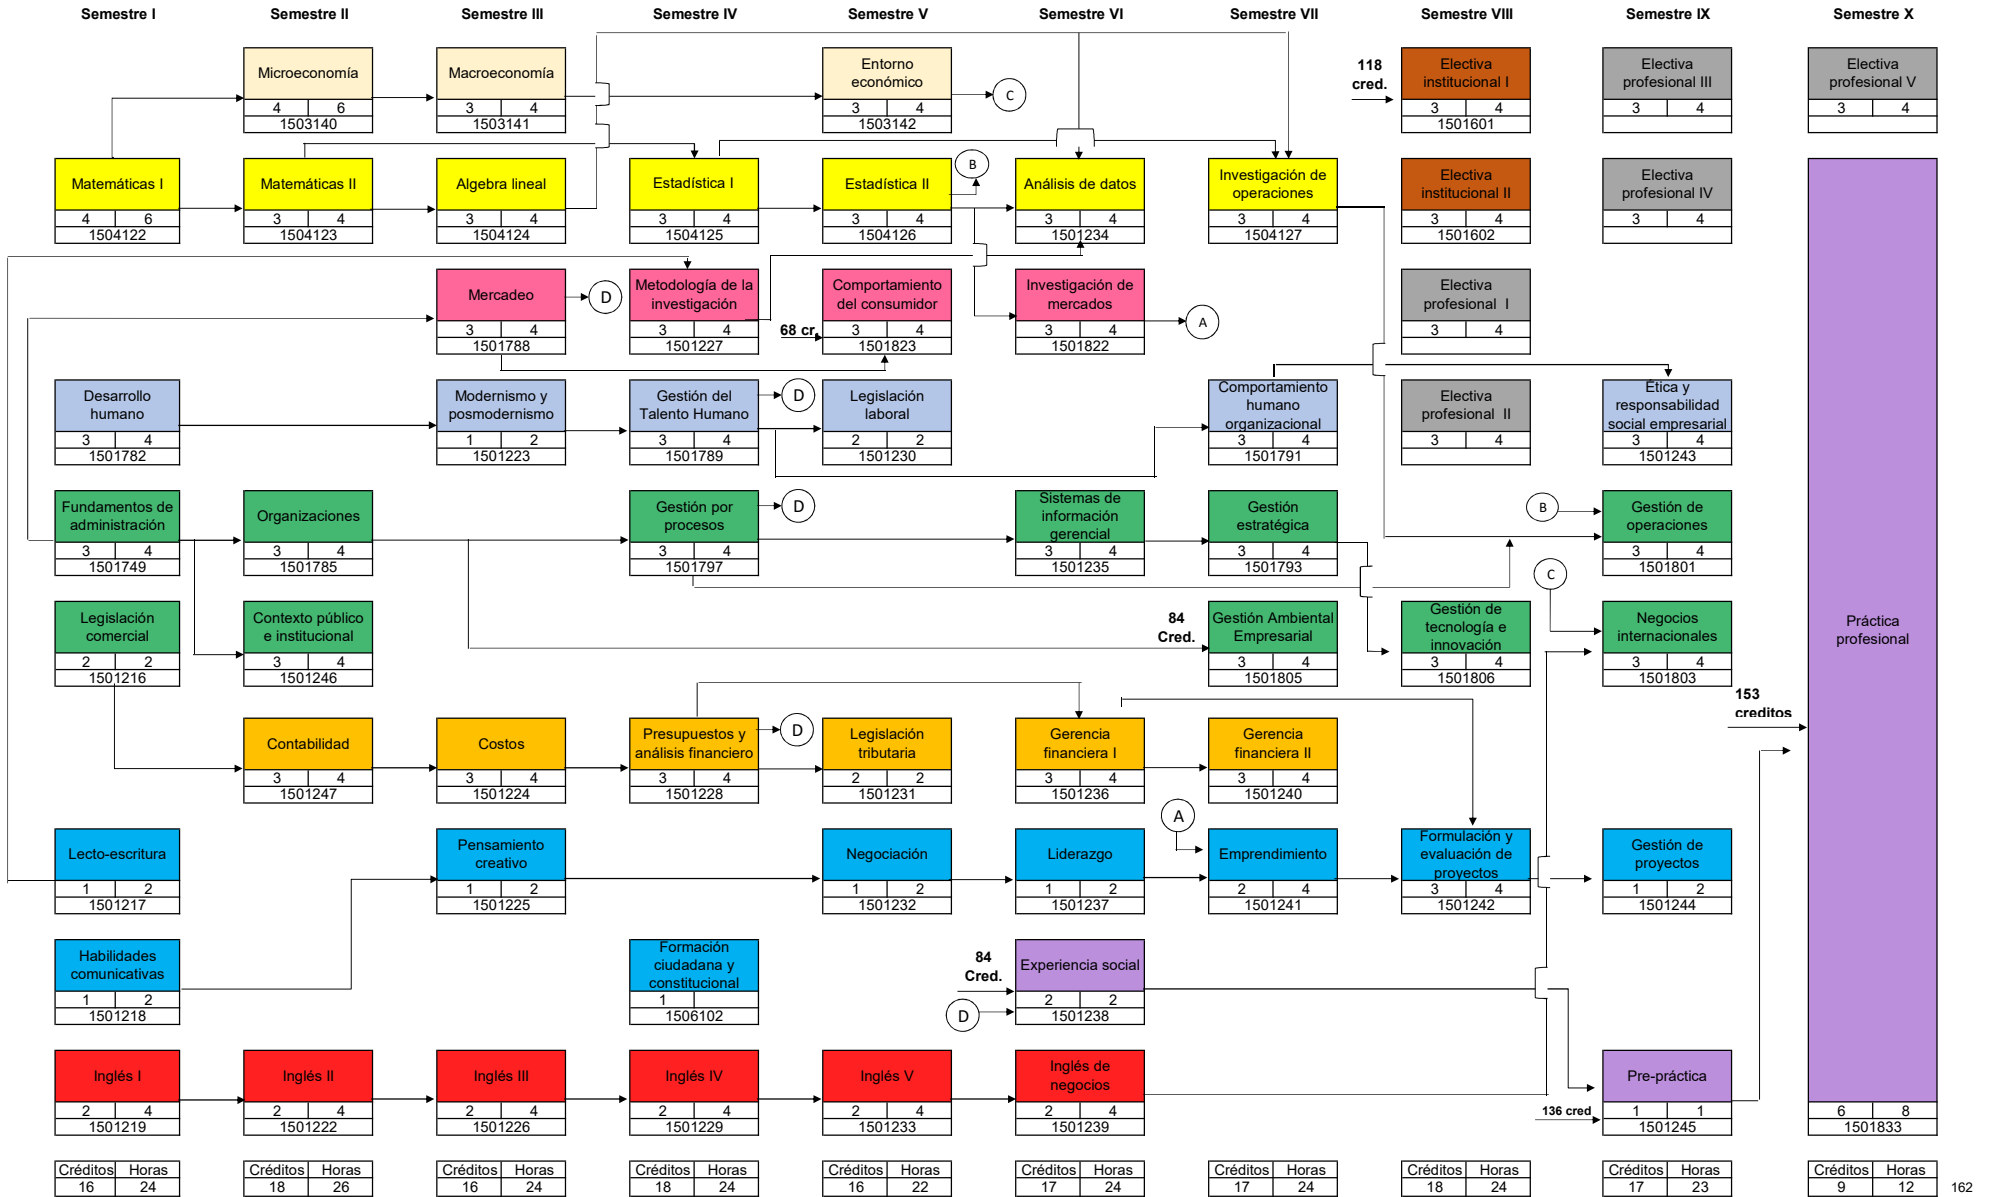 Semestre I Semestre II Semestre III Semestre IV Semestre V Semestre VI Semestre VII Semestre VIII Semestre IX Semestre X
Microeconomía
4 6
1503140
Macroeconomía
3 4
1503141
Entorno
económico
3 4
1503142
C
118
cred.
Electiva
institucional I
3 4
1501601
Electiva
profesional III
3 4
Electiva
profesional V
3 4
Matemáticas I
4 6
1504122
Matemáticas II
3 4
1504123
Algebra lineal
3 4
1504124
Estadística I
3 4
1504125
Estadística II
3 4
1504126
B
Análisis de datos
3 4
1501234
Investigación de
operaciones
3 4
1504127
Electiva
institucional II
3 4
1501602
Electiva
profesional IV
3 4
Mercadeo
3 4
1501788
D
Metodología de la
investigación
3 4
1501227
68 cr.
Comportamiento
del consumidor
3 4
1501823
Investigación de
mercados
3 4
1501822
A
Electiva
profesional I
3 4
Desarrollo
humano
3 4
1501782
Modernismo y
posmodernismo
1 2
1501223
Gestión del
Talento Humano
3 4
1501789
D
Legislación
laboral
2 2
1501230
Comportamiento
humano
organizacional
3 4
1501791
Electiva
profesional II
3 4
Ética y
responsabilidad
social empresarial
3 4
1501243
Fundamentos de
administración
3 4
1501749
Organizaciones
3 4
1501785
Gestión por
procesos
3 4
1501797
D
Sistemas de
información
gerencial
3 4
1501235
Gestión
estratégica
3 4
1501793
B
Gestión de
operaciones
3 4
1501801
C
Legislación
comercial
2 2
1501216
Contexto público
e institucional
3 4
1501246
84
Cred.
Gestión Ambiental
Empresarial
3 4
1501805
Gestión de
tecnología e
innovación
3 4
1501806
Negocios
internacionales
3 4
1501803
Práctica
profesional
6 8
1501833
153
creditos
Contabilidad
3 4
1501247
Costos
3 4
1501224
Presupuestos y
análisis financiero
3 4
1501228
D
Legislación
tributaria
2 2
1501231
Gerencia
financiera I
3 4
1501236
Gerencia
financiera II
3 4
1501240
A
Lecto-escritura
1 2
1501217
Pensamiento
creativo
1 2
1501225
Negociación
1 2
1501232
Liderazgo
1 2
1501237
Emprendimiento
2 4
1501241
Formulación y
evaluación de
proyectos
3 4
1501242
Gestión de
proyectos
1 2
1501244
Habilidades
comunicativas
1 2
1501218
Formación
ciudadana y
constitucional
1
1506102
84
Cred.
D
Experiencia social
2 2
1501238
Inglés I
2 4
1501219
Inglés II
2 4
1501222
Inglés III
2 4
1501226
Inglés IV
2 4
1501229
Inglés V
2 4
1501233
Inglés de
negocios
2 4
1501239
136 cred
Pre-práctica
1 1
1501245
Créditos Horas Créditos Horas Créditos Horas Créditos Horas Créditos Horas Créditos Horas Créditos Horas Créditos Horas Créditos Horas Créditos Horas
16 24 18 26 16 24 18 24 16 22 17 24 17 24 18 24 17 23 9 12 162